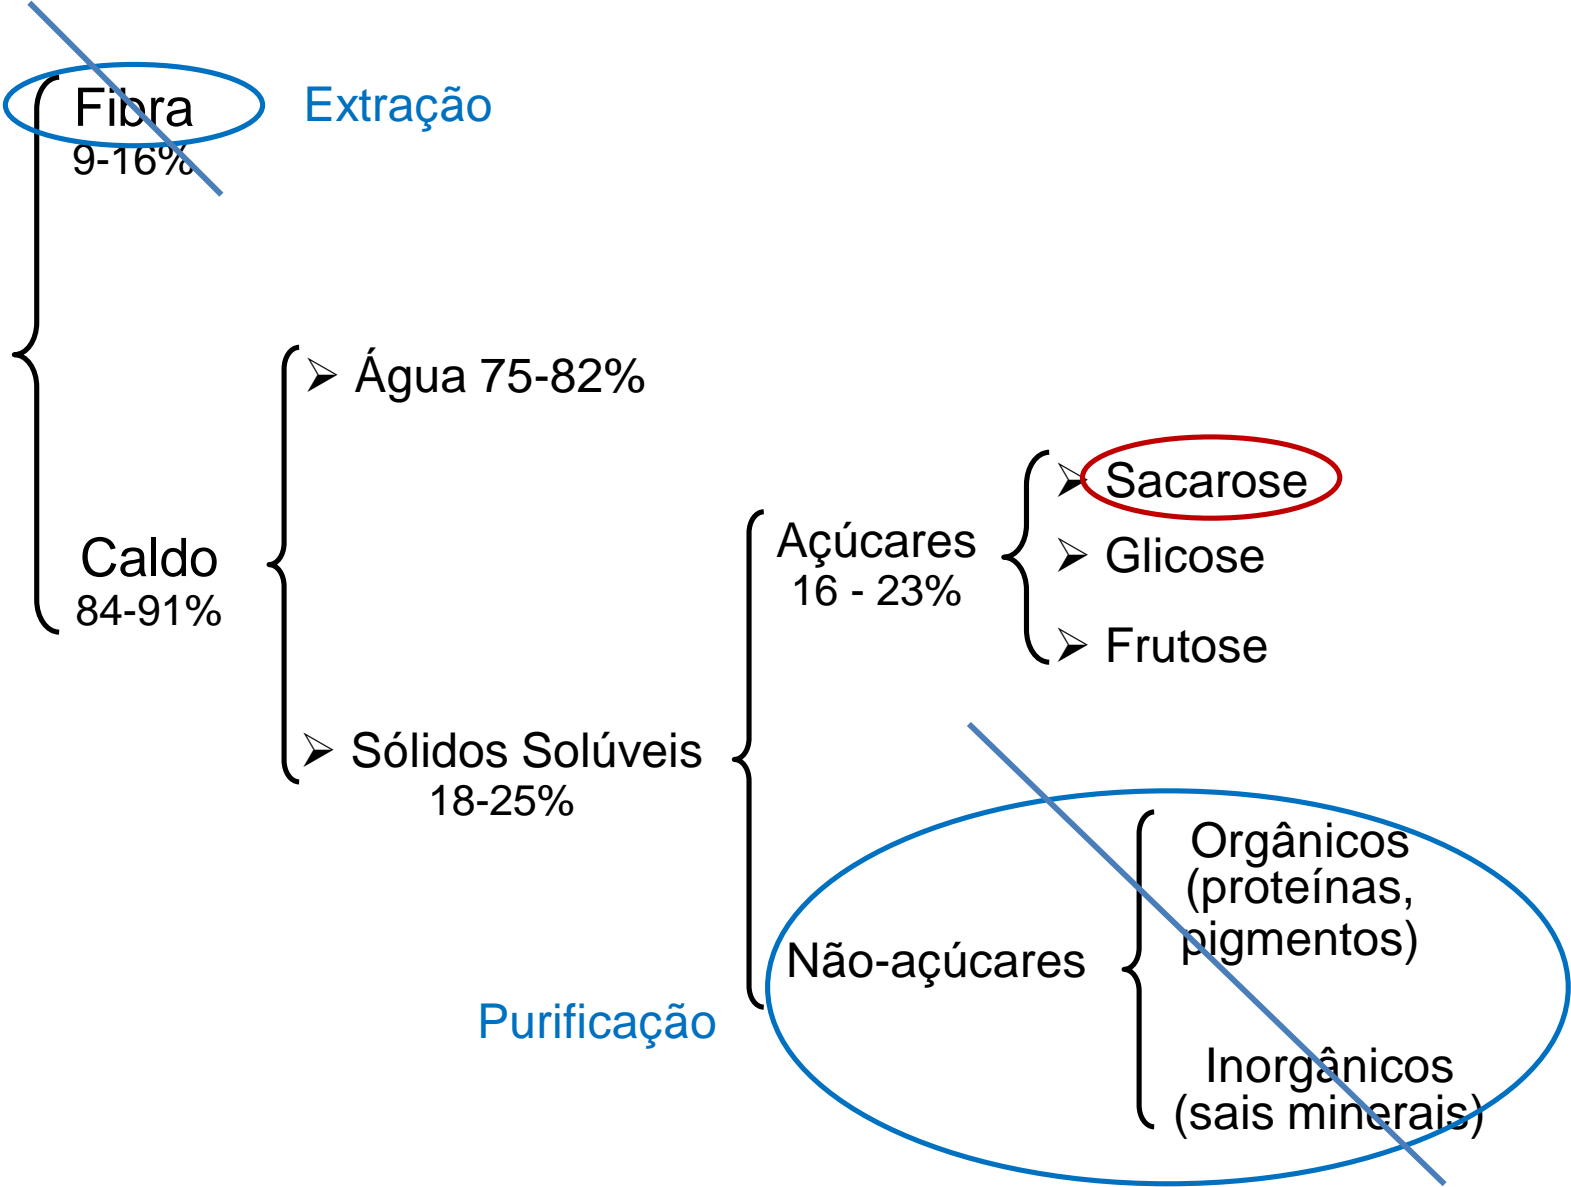 Fibra
9-16%
Extração
Caldo
84-91%
Água 75-82%
Sólidos Solúveis
18-25%
Açúcares
16 - 23%
Sacarose
Glicose
Frutose
Purificação
Não-açúcares
Orgânicos
(proteínas,
pigmentos)
Inorgânicos
(sais minerais)